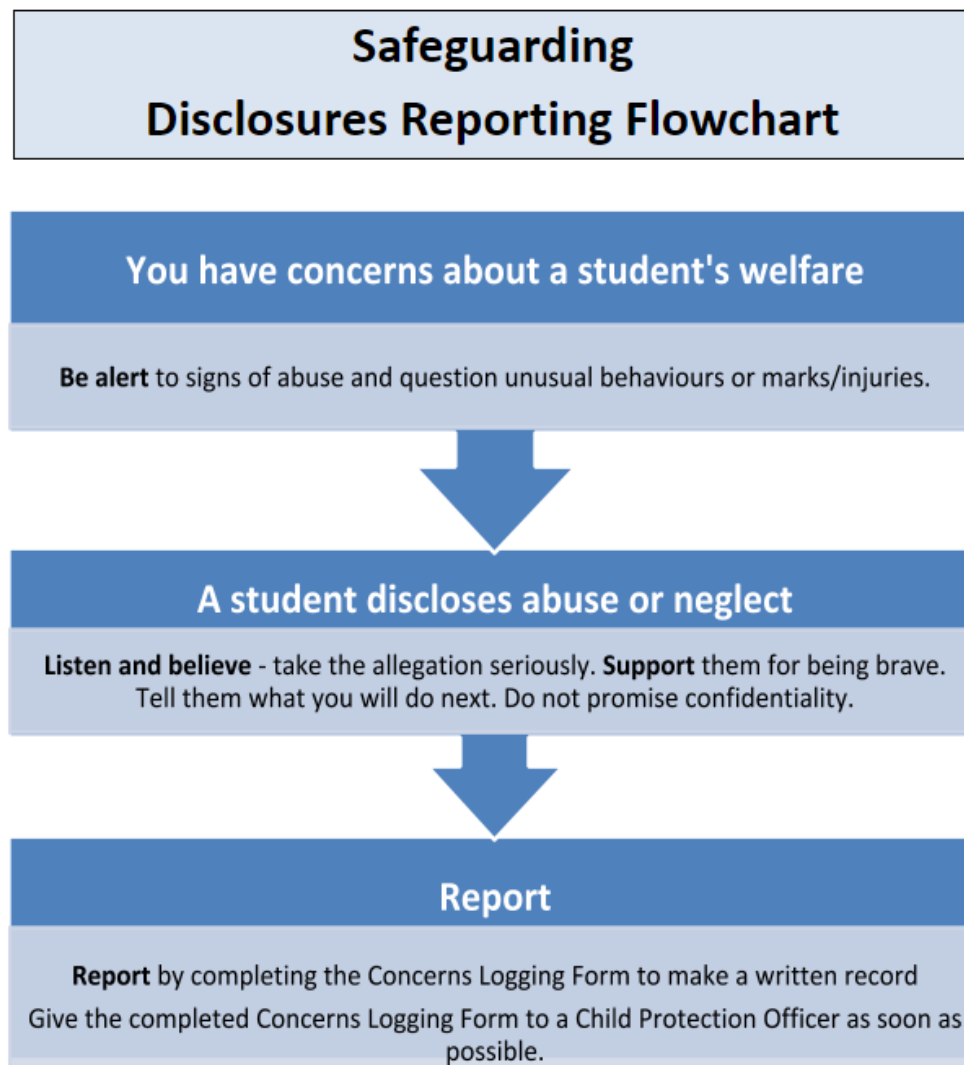 Safeguarding
Disclosures Reporting Flowchart
You have concerns about a student's welfare
Be alert to signs of abuse and question unusual behaviours or marks/injuries.
A student discloses abuse or neglect
Listen and believe - take the allegation seriously. Support them for being brave.
Tell them what you will do next. Do not promise confidentiality.
Report
Report by completing the Concerns Logging Form to make a written record
Give the completed Concerns Logging Form to a Child Protection Officer as soon as
possible.